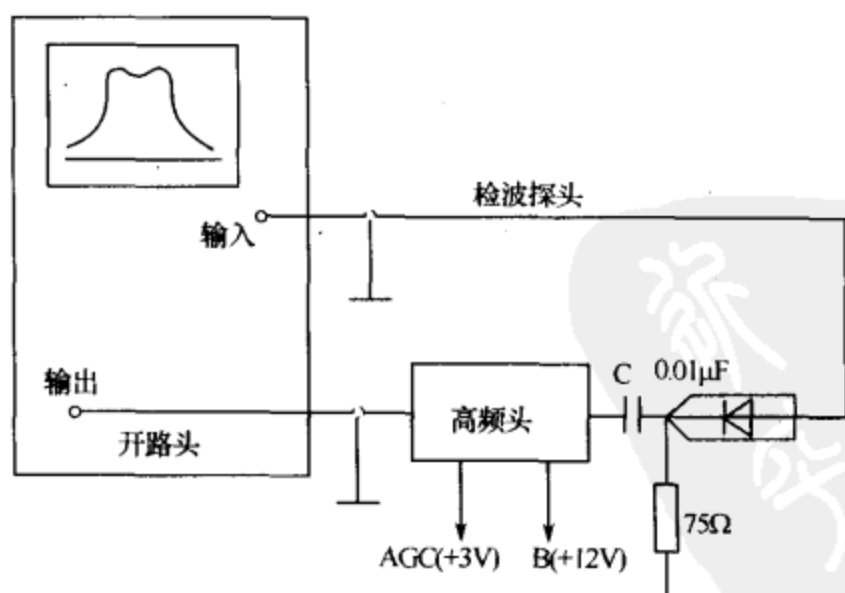 检波探头
输入
C 0.01μF
输出
高频头
开路头
75Ω
AGC(+3V) B(+12V)